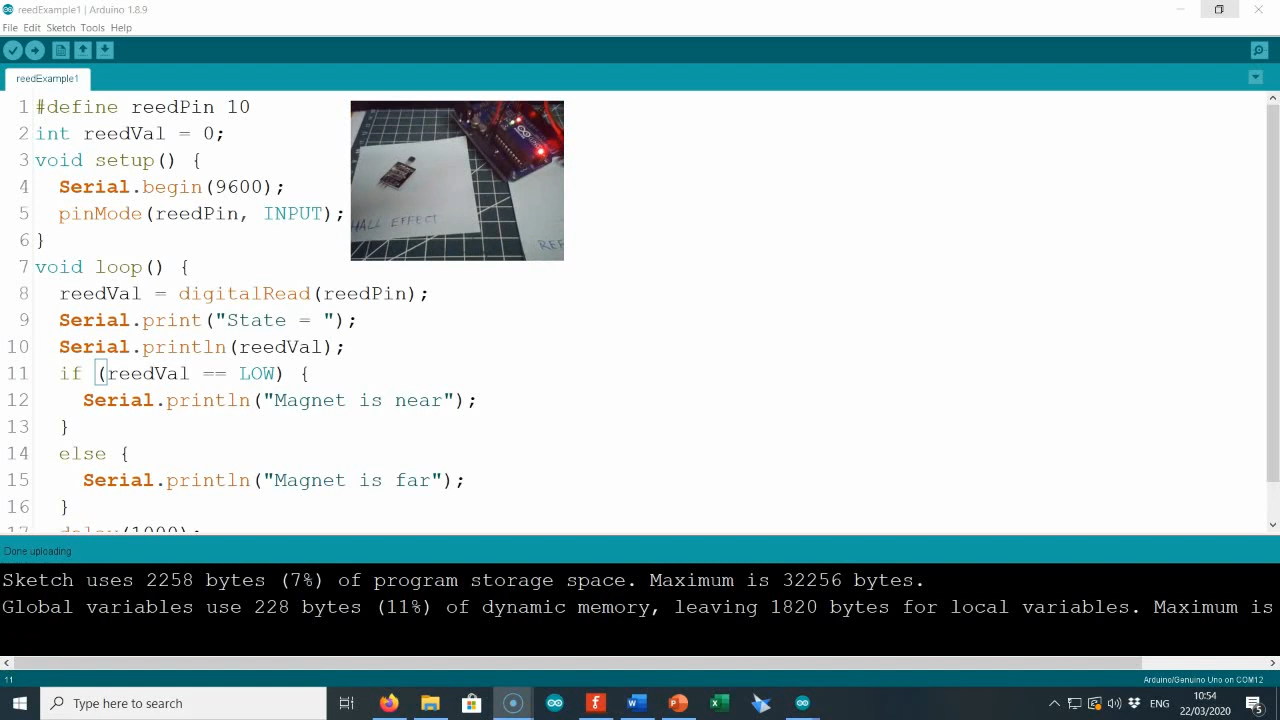 reedExample1 | Arduino 1.8.9
File Edit Sketch Tools Help
reedExample1
1 #define reedPin 10
2 int reedVal = 0;
3 void setup() {
4 Serial.begin(9600);
5 pinMode(reedPin, INPUT);
6 }
7 void loop() {
8 reedVal = digitalRead(reedPin);
9 Serial.print("State = ");
10 Serial.println(reedVal);
11 if (reedVal == LOW) {
12 Serial.println("Magnet is near");
13 }
14 else {
15 Serial.println("Magnet is far");
16 }
17 delay(1000);
HALL EFFECT
Done uploading
Sketch uses 2258 bytes (7%) of program storage space. Maximum is 32256 bytes.
Global variables use 228 bytes (11%) of dynamic memory, leaving 1820 bytes for local variables. Maximum is
11
Arduino/Genuino Uno on COM12
Type here to search
ENG
10:54
22/03/2020
5